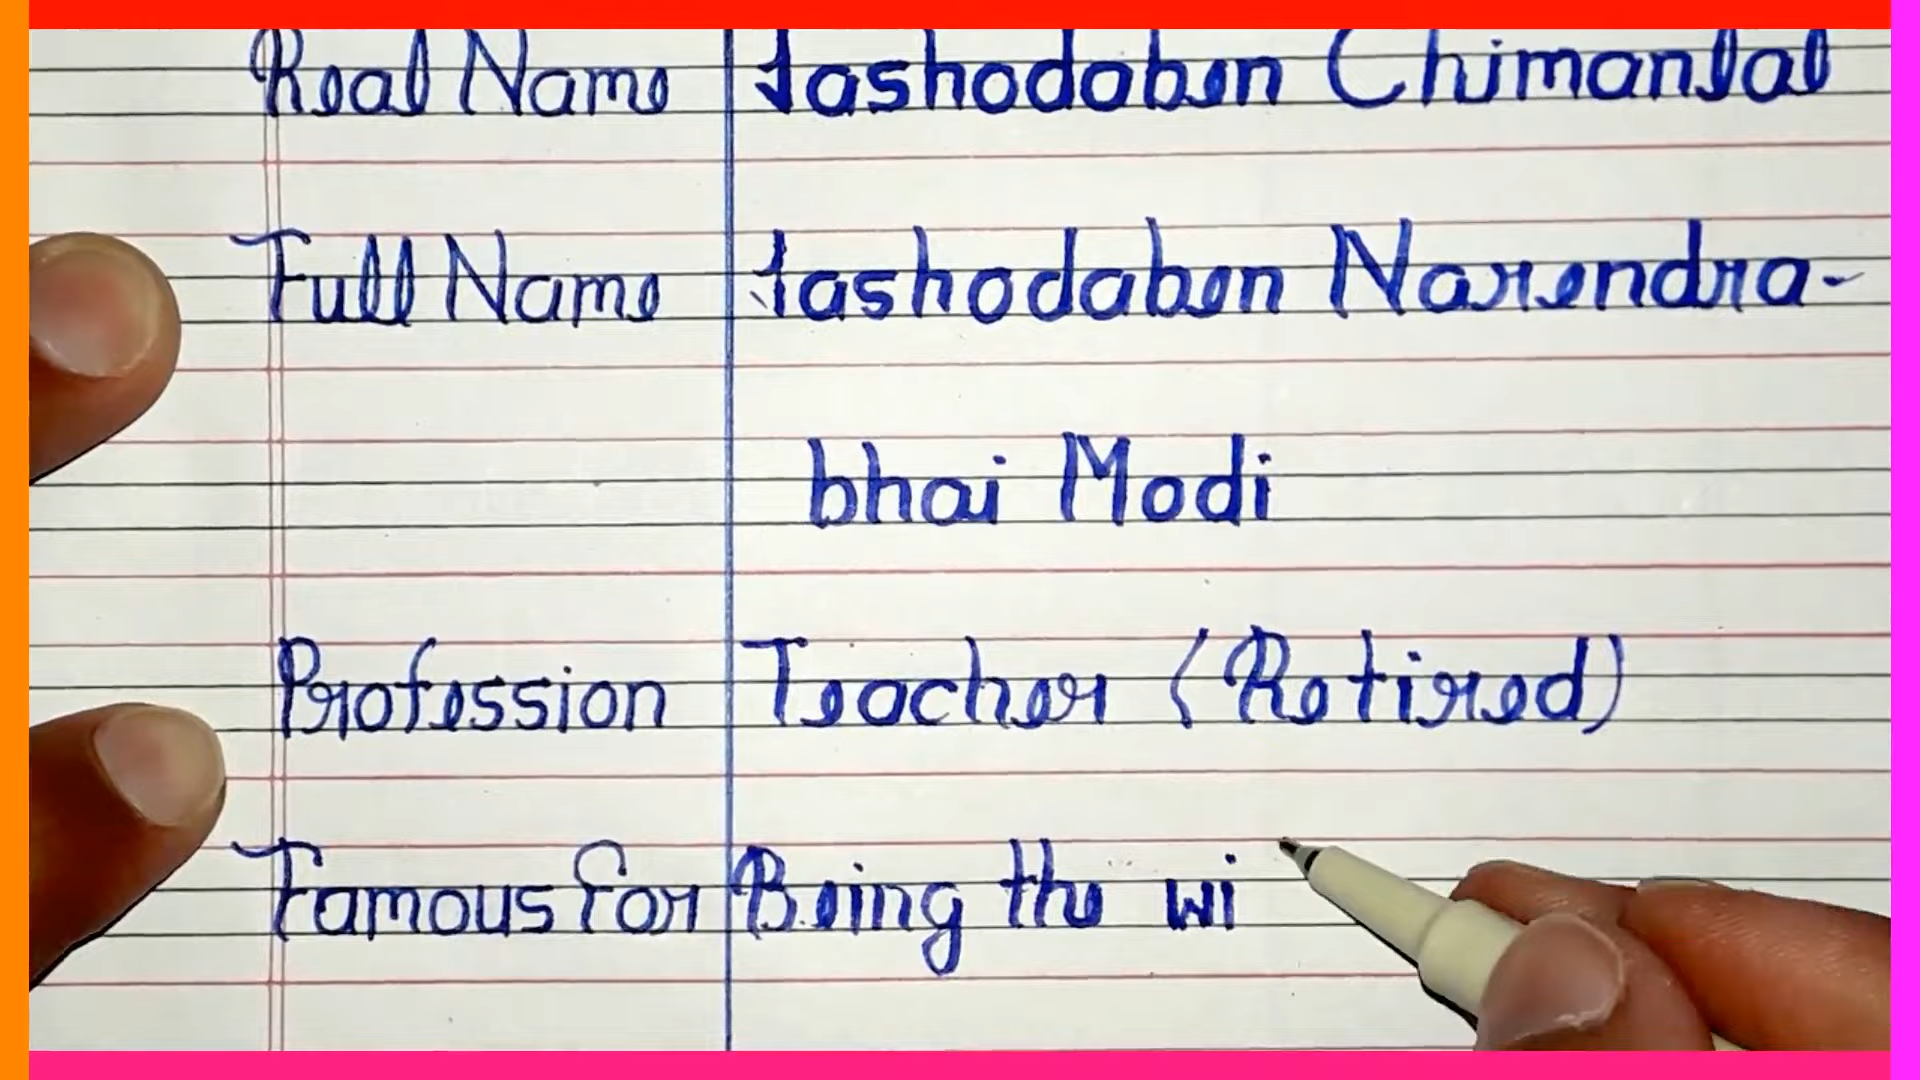 Real Name Jashodaben Chimanlal
Full Name Jashodaben Narendra-
bhai Modi
Profession Teacher (Retired)
Famous for Being the wi